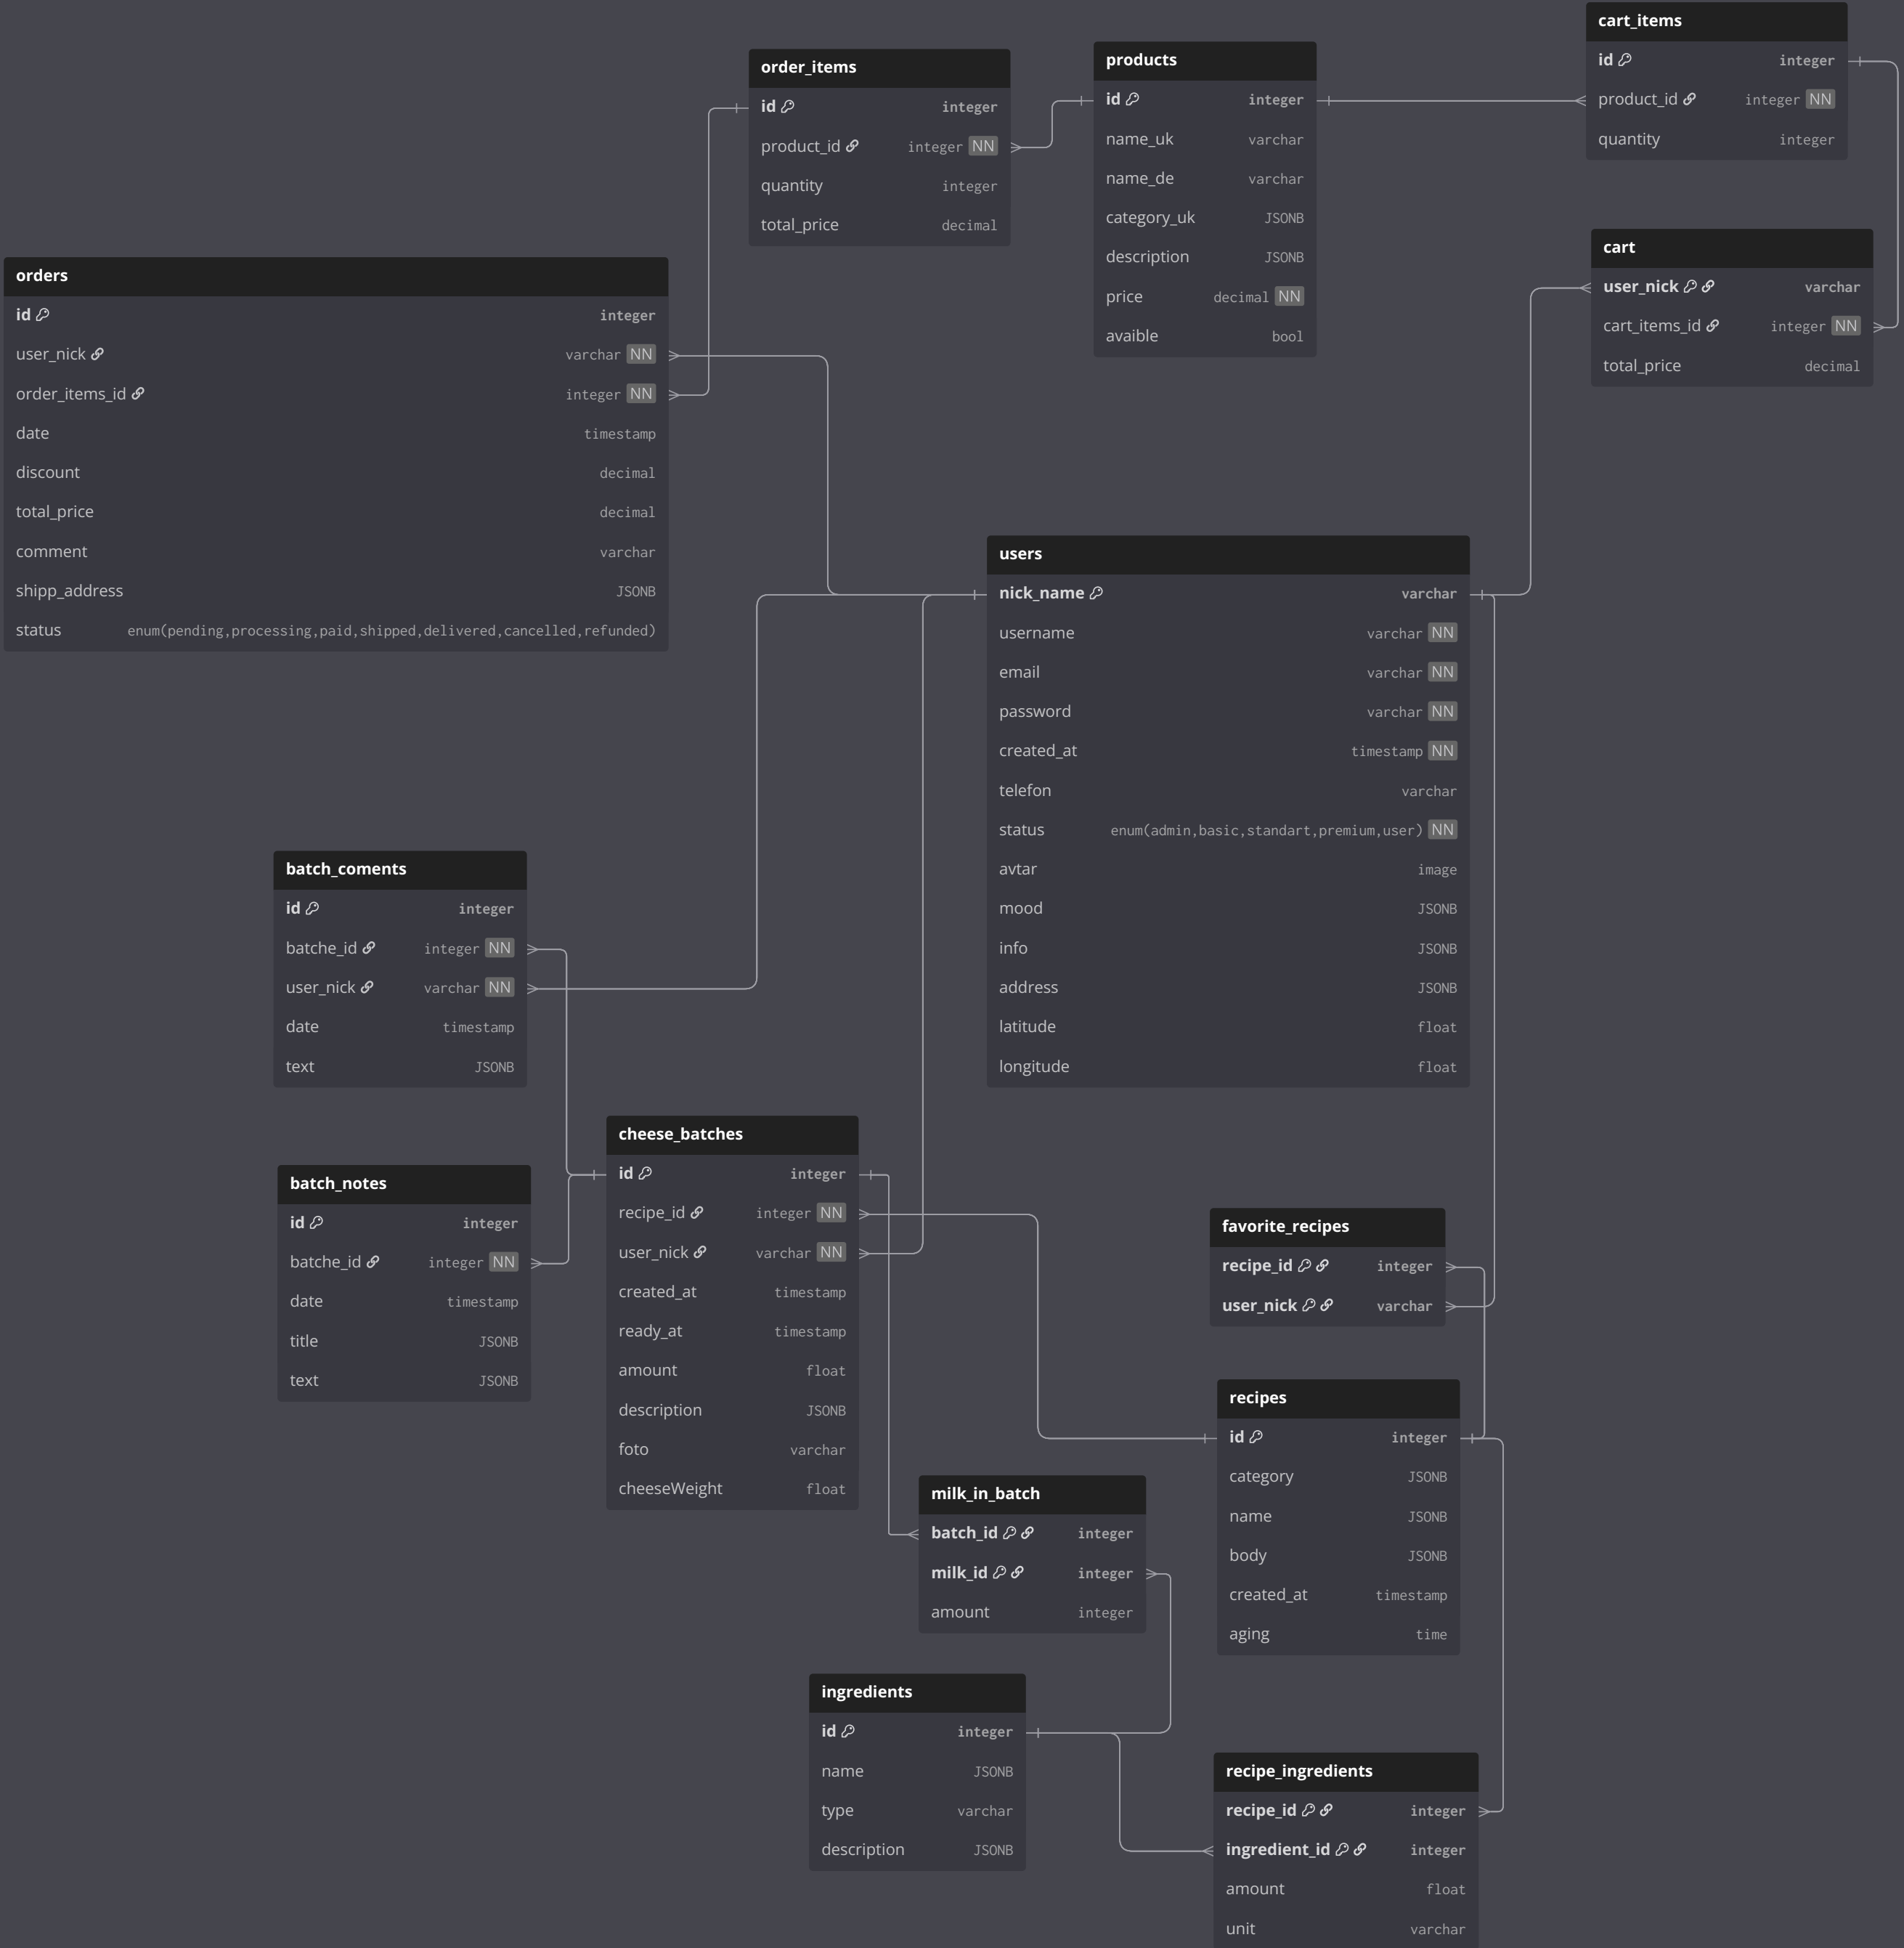 cart_items
id integer
product_id integer NN
quantity integer
products
id integer
name_uk varchar
name_de varchar
category_uk JSONB
description JSONB
price decimal NN
avaible bool
order_items
id integer
product_id integer NN
quantity integer
total_price decimal
cart
user_nick varchar
cart_items_id integer NN
total_price decimal
orders
id integer
user_nick varchar NN
order_items_id integer NN
date timestamp
discount decimal
total_price decimal
comment varchar
shipp_address JSONB
status enum(pending,processing,paid,shipped,delivered,cancelled,refunded)
users
nick_name varchar
username varchar NN
email varchar NN
password varchar NN
created_at timestamp NN
telefon varchar
status enum(admin,basic,standart,premium,user) NN
avtar image
mood JSONB
info JSONB
address JSONB
latitude float
longitude float
batch_coments
id integer
batche_id integer NN
user_nick varchar NN
date timestamp
text JSONB
cheese_batches
id integer
recipe_id integer NN
user_nick varchar NN
created_at timestamp
ready_at timestamp
amount float
description JSONB
foto varchar
cheeseWeight float
batch_notes
id integer
batche_id integer NN
date timestamp
title JSONB
text JSONB
favorite_recipes
recipe_id integer
user_nick varchar
recipes
id integer
category JSONB
name JSONB
body JSONB
created_at timestamp
aging time
milk_in_batch
batch_id integer
milk_id integer
amount integer
ingredients
id integer
name JSONB
type varchar
description JSONB
recipe_ingredients
recipe_id integer
ingredient_id integer
amount float
unit varchar